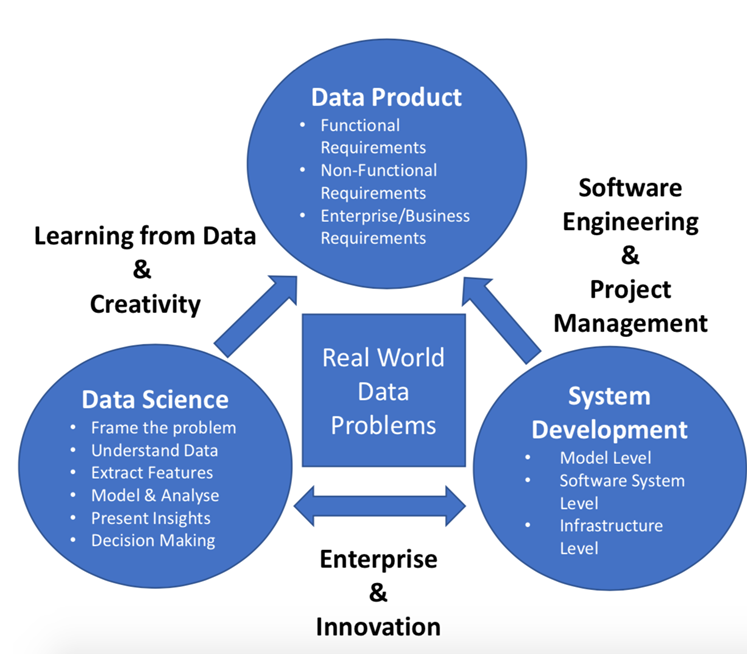 Data Product
• Functional
Requirements
• Non-Functional
Requirements
• Enterprise/Business
Requirements
Learning from Data
&
Creativity
Software
Engineering
&
Project
Management
Real World
Data
Problems
Data Science
• Frame the problem
• Understand Data
• Extract Features
• Model & Analyse
• Present Insights
• Decision Making
System
Development
• Model Level
• Software System
Level
• Infrastructure
Level
Enterprise
&
Innovation